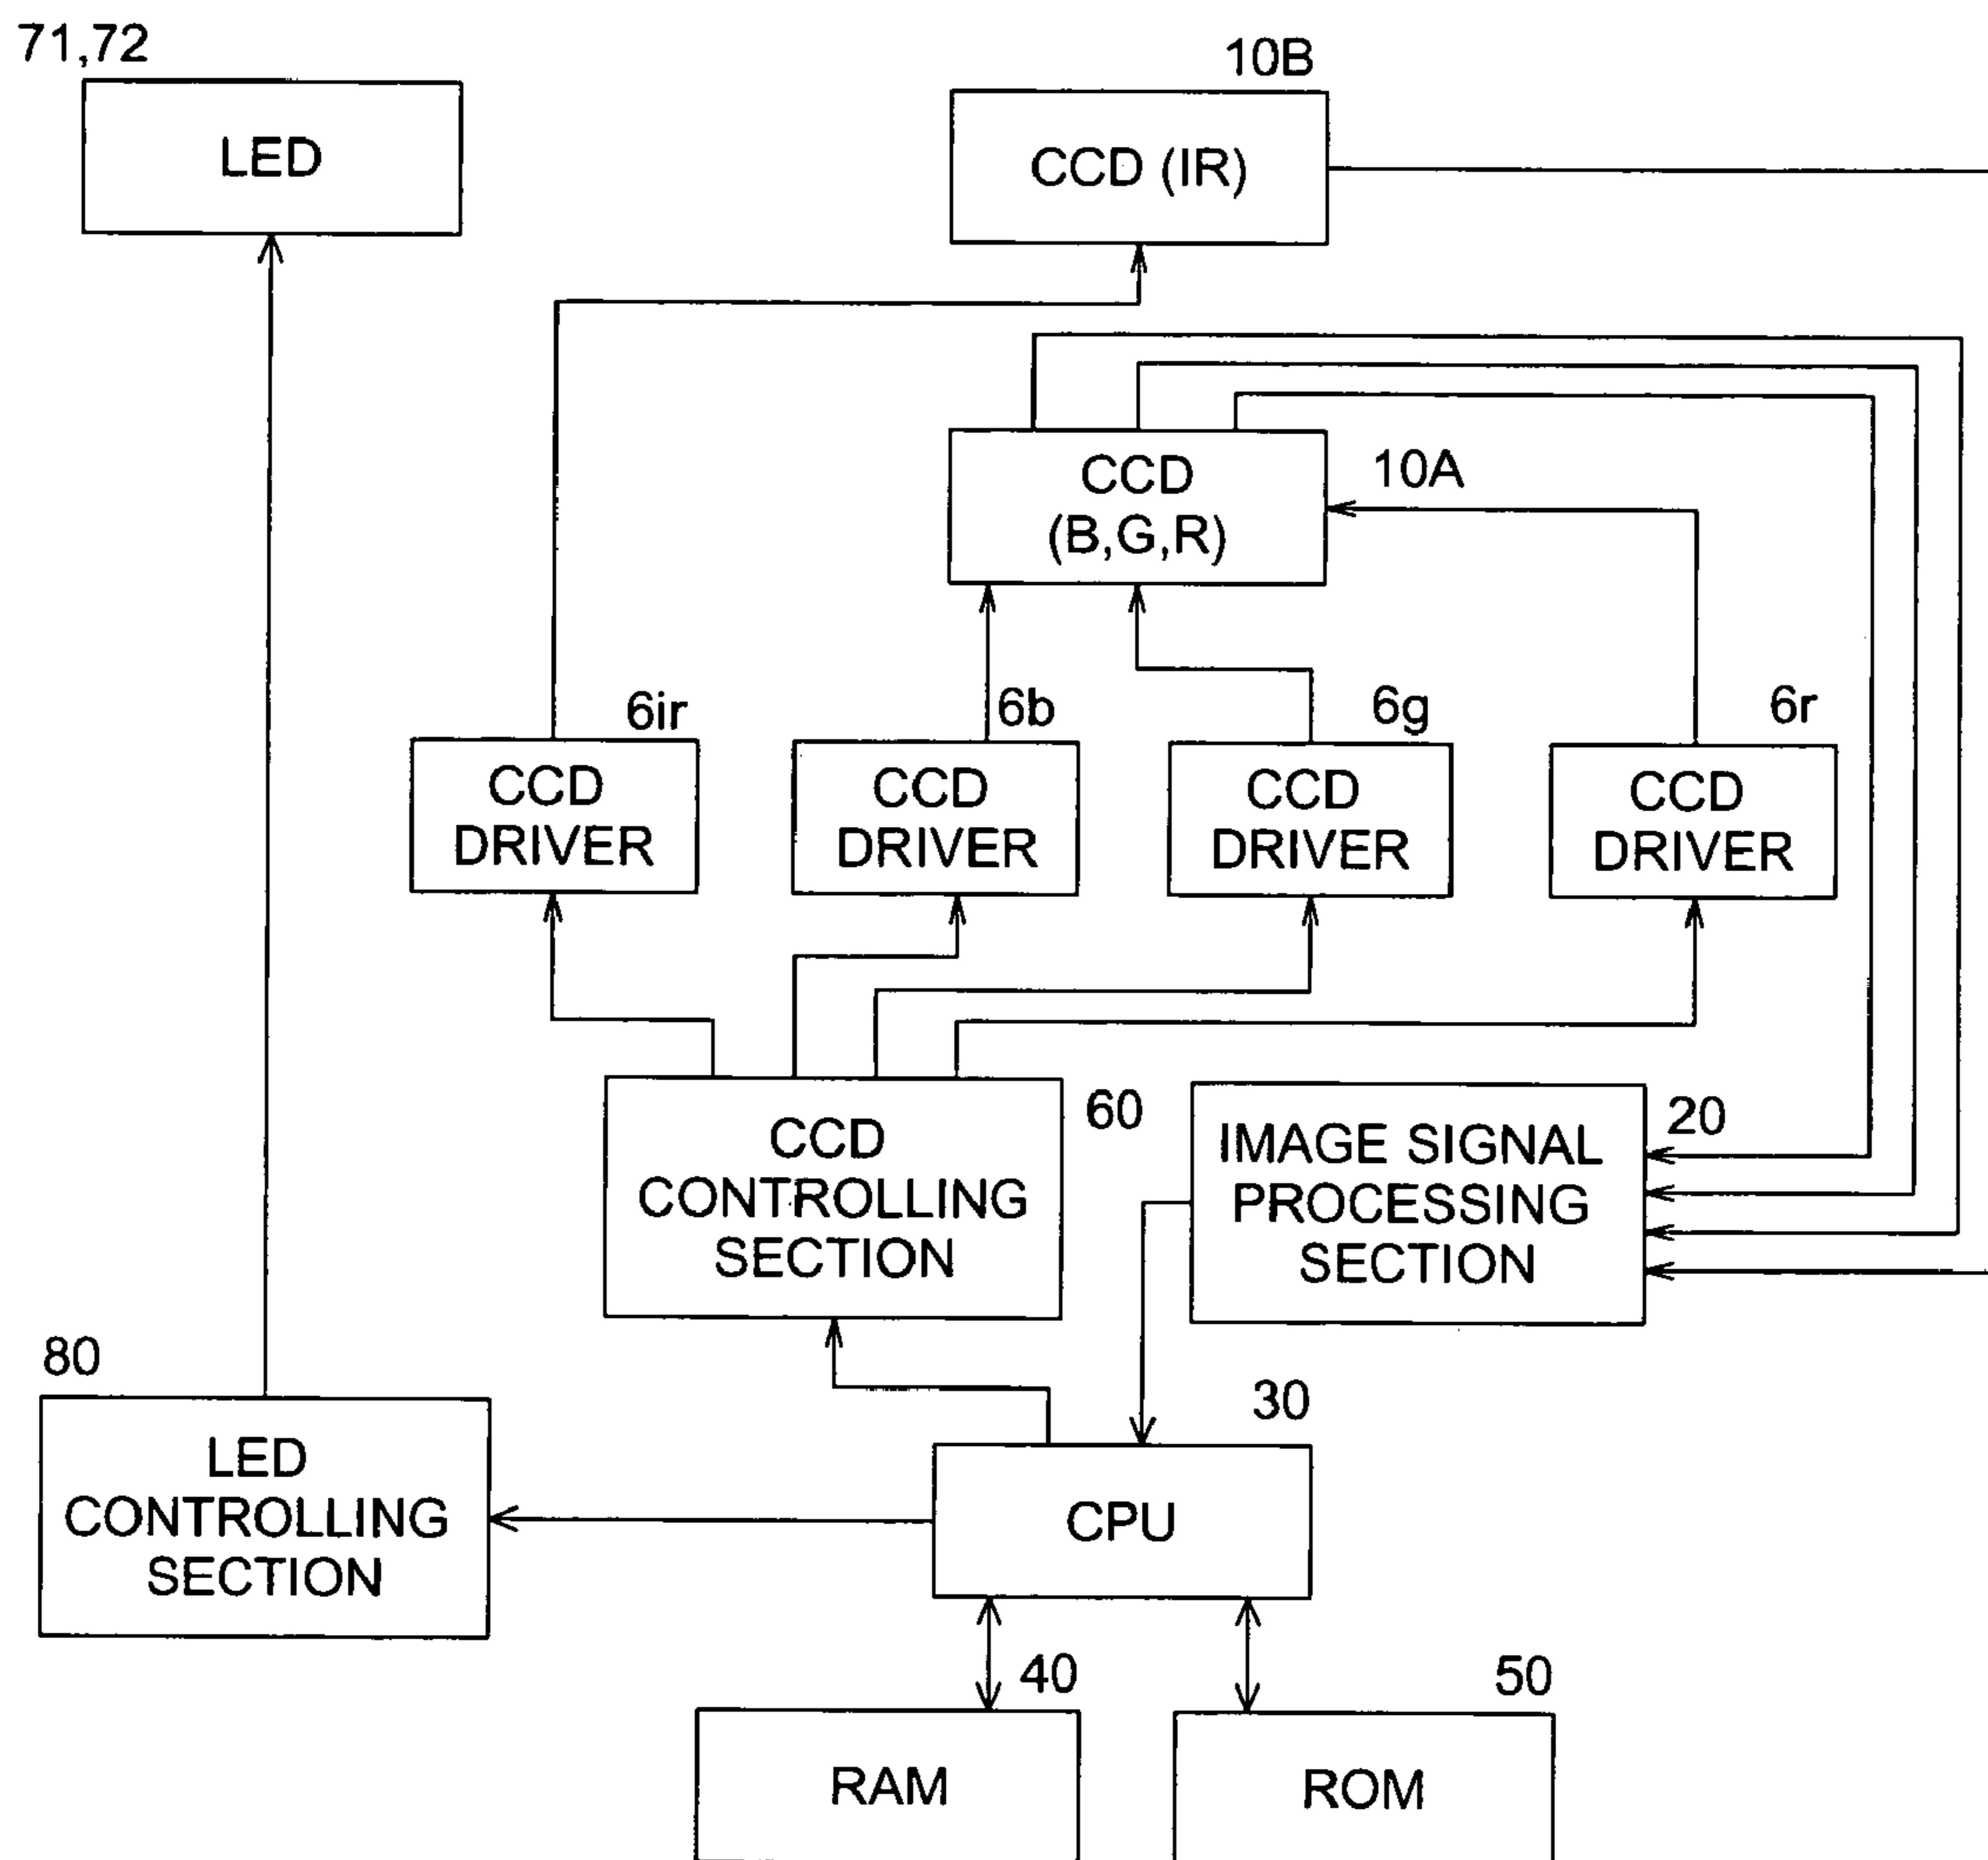 71,72
LED
10B
CCD (IR)
CCD
(B,G,R)
10A
6ir
CCD
DRIVER
6b
CCD
DRIVER
6g
CCD
DRIVER
6r
CCD
DRIVER
CCD
CONTROLLING
SECTION
60
IMAGE SIGNAL
PROCESSING
SECTION
20
80
LED
CONTROLLING
SECTION
30
CPU
40
RAM
50
ROM